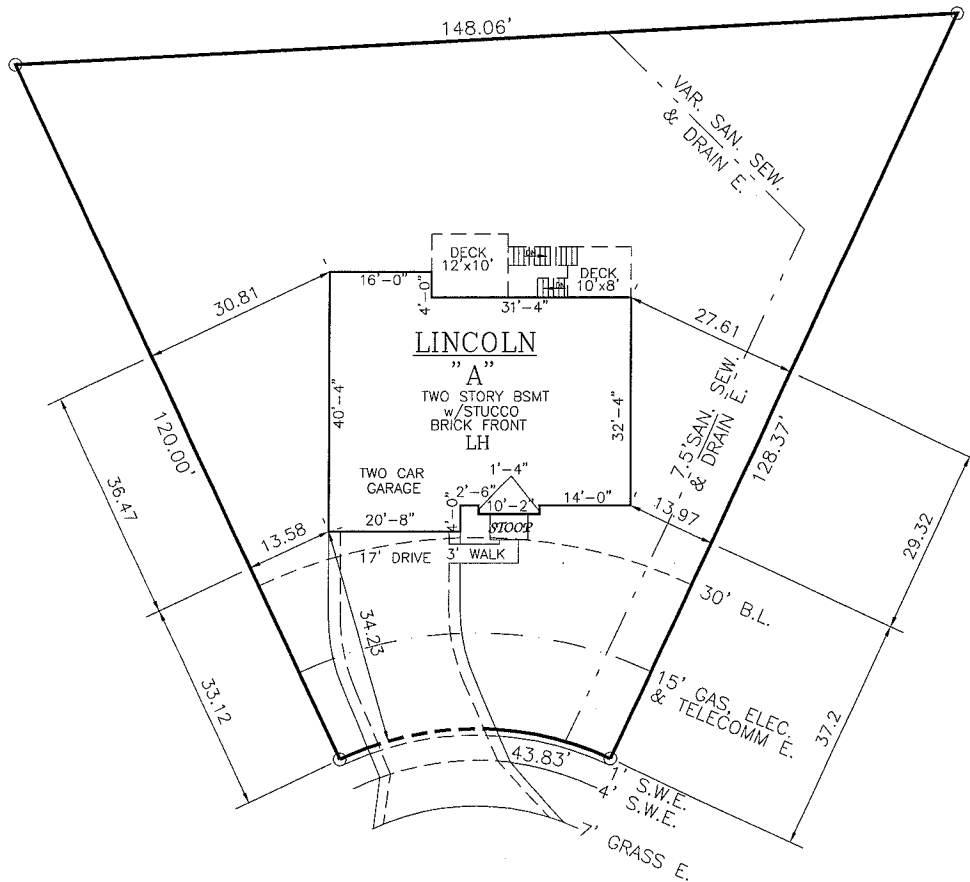 148.06'
VAR. SAN. SEW.
& DRAIN E.
DECK
12'x10'
DN
DECK
10'x8'
DN
16'-0"
4'-0"
31'-4"
30.81
27.61
LINCOLN
"A"
TWO STORY BSMT
w/STUCCO
BRICK FRONT
LH
40'-4"
32'-4"
7.5' SAN. SEW.
& DRAIN E.
120.00'
128.37'
TWO CAR
GARAGE
1'-4"
2'-6"
10'-2"
14'-0"
4'-0"
20'-8"
STOOP
36.47
13.58
13.97
29.32
17' DRIVE
3' WALK
30' B.L.
34.23
33.12
15' GAS, ELEC.
& TELECOMM E.
37.2
43.83'
1' S.W.E.
4' S.W.E.
7' GRASS E.